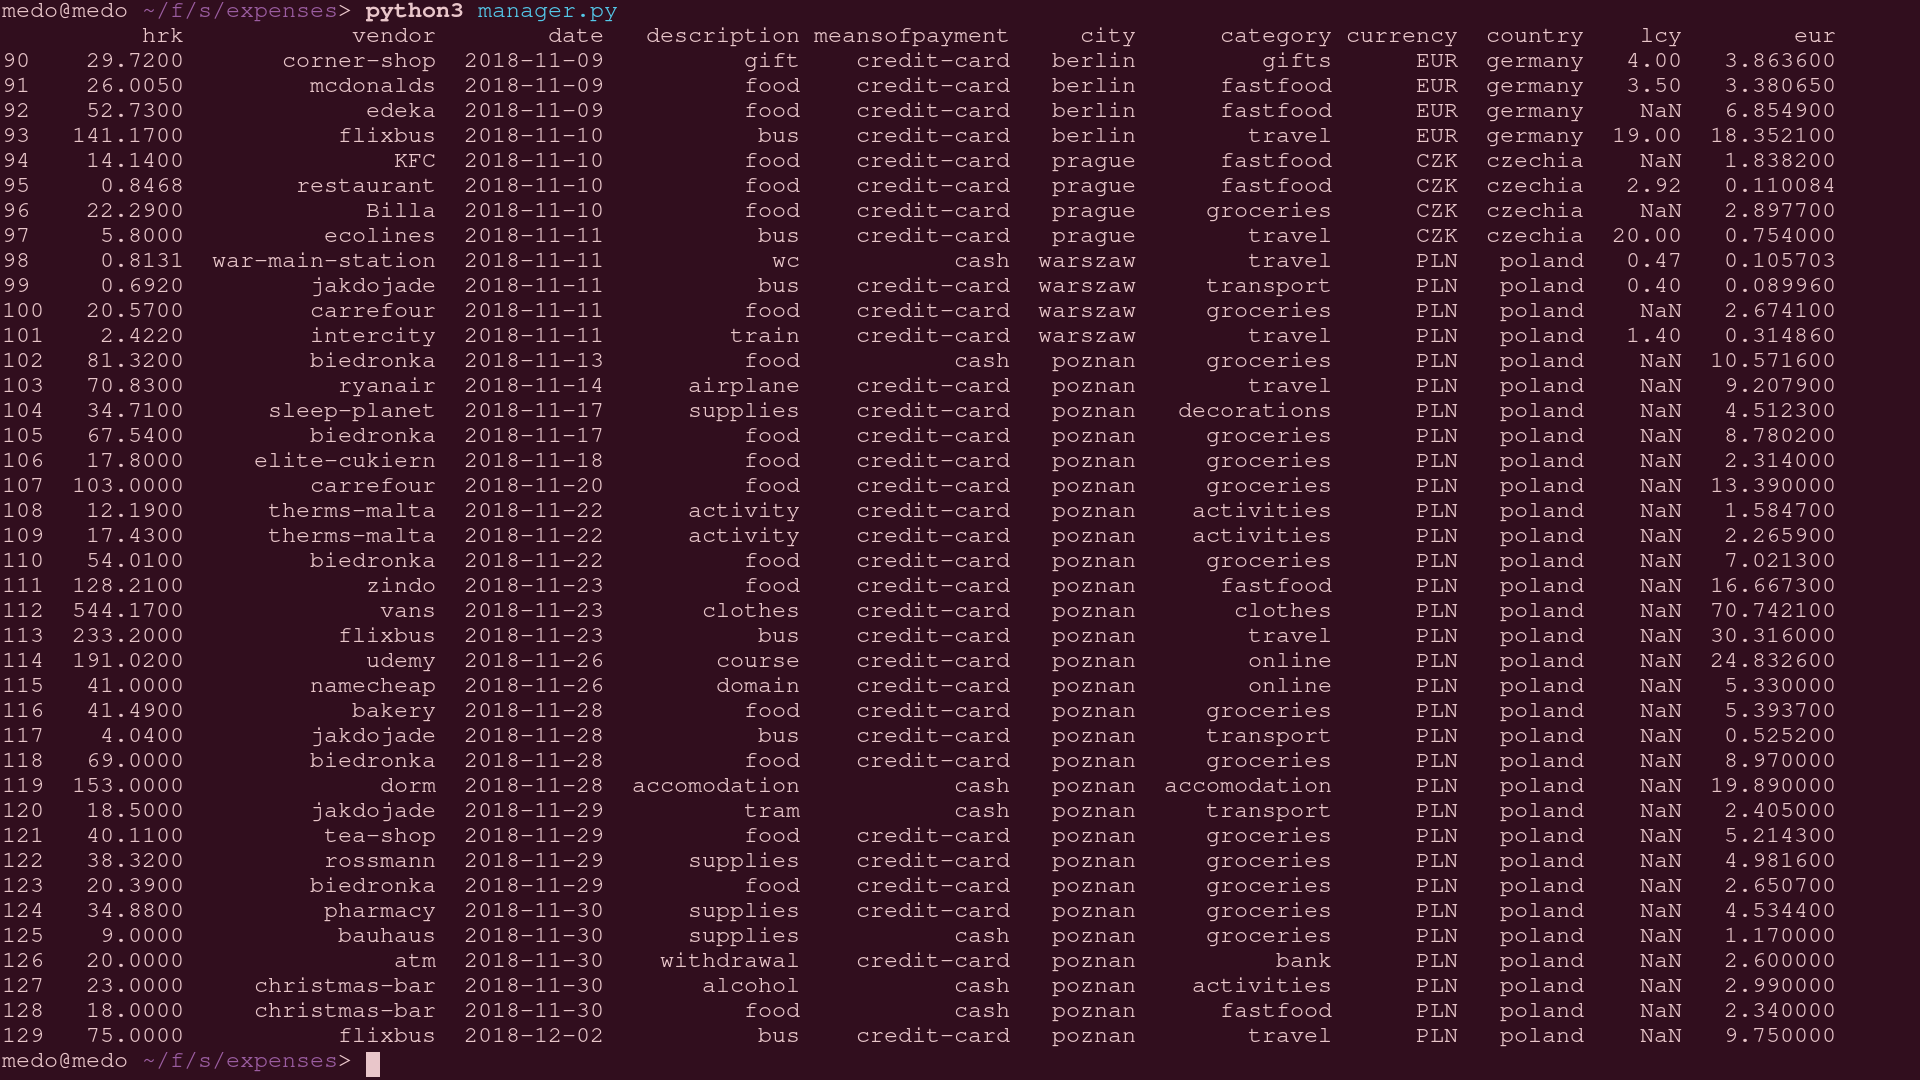 medo@medo ~/f/s/expenses> python3 manager.py
hrk vendor date description meansofpayment city category currency country lcy eur
90 29.7200 corner-shop 2018-11-09 gift credit-card berlin gifts EUR germany 4.00 3.863600
91 26.0050 mcdonalds 2018-11-09 food credit-card berlin fastfood EUR germany 3.50 3.380650
92 52.7300 edeka 2018-11-09 food credit-card berlin fastfood EUR germany NaN 6.854900
93 141.1700 flixbus 2018-11-10 bus credit-card berlin travel EUR germany 19.00 18.352100
94 14.1400 KFC 2018-11-10 food credit-card prague fastfood CZK czechia NaN 1.838200
95 0.8468 restaurant 2018-11-10 food credit-card prague fastfood CZK czechia 2.92 0.110084
96 22.2900 Billa 2018-11-10 food credit-card prague groceries CZK czechia NaN 2.897700
97 5.8000 ecolines 2018-11-11 bus credit-card prague travel CZK czechia 20.00 0.754000
98 0.8131 war-main-station 2018-11-11 wc cash warszaw travel PLN poland 0.47 0.105703
99 0.6920 jakdojade 2018-11-11 bus credit-card warszaw transport PLN poland 0.40 0.089960
100 20.5700 carrefour 2018-11-11 food credit-card warszaw groceries PLN poland NaN 2.674100
101 2.4220 intercity 2018-11-11 train credit-card warszaw travel PLN poland 1.40 0.314860
102 81.3200 biedronka 2018-11-13 food cash poznan groceries PLN poland NaN 10.571600
103 70.8300 ryanair 2018-11-14 airplane credit-card poznan travel PLN poland NaN 9.207900
104 34.7100 sleep-planet 2018-11-17 supplies credit-card poznan decorations PLN poland NaN 4.512300
105 67.5400 biedronka 2018-11-17 food credit-card poznan groceries PLN poland NaN 8.780200
106 17.8000 elite-cukiern 2018-11-18 food credit-card poznan groceries PLN poland NaN 2.314000
107 103.0000 carrefour 2018-11-20 food credit-card poznan groceries PLN poland NaN 13.390000
108 12.1900 therms-malta 2018-11-22 activity credit-card poznan activities PLN poland NaN 1.584700
109 17.4300 therms-malta 2018-11-22 activity credit-card poznan activities PLN poland NaN 2.265900
110 54.0100 biedronka 2018-11-22 food credit-card poznan groceries PLN poland NaN 7.021300
111 128.2100 zindo 2018-11-23 food credit-card poznan fastfood PLN poland NaN 16.667300
112 544.1700 vans 2018-11-23 clothes credit-card poznan clothes PLN poland NaN 70.742100
113 233.2000 flixbus 2018-11-23 bus credit-card poznan travel PLN poland NaN 30.316000
114 191.0200 udemy 2018-11-26 course credit-card poznan online PLN poland NaN 24.832600
115 41.0000 namecheap 2018-11-26 domain credit-card poznan online PLN poland NaN 5.330000
116 41.4900 bakery 2018-11-28 food credit-card poznan groceries PLN poland NaN 5.393700
117 4.0400 jakdojade 2018-11-28 bus credit-card poznan transport PLN poland NaN 0.525200
118 69.0000 biedronka 2018-11-28 food credit-card poznan groceries PLN poland NaN 8.970000
119 153.0000 dorm 2018-11-28 accomodation cash poznan accomodation PLN poland NaN 19.890000
120 18.5000 jakdojade 2018-11-29 tram cash poznan transport PLN poland NaN 2.405000
121 40.1100 tea-shop 2018-11-29 food credit-card poznan groceries PLN poland NaN 5.214300
122 38.3200 rossmann 2018-11-29 supplies credit-card poznan groceries PLN poland NaN 4.981600
123 20.3900 biedronka 2018-11-29 food credit-card poznan groceries PLN poland NaN 2.650700
124 34.8800 pharmacy 2018-11-30 supplies credit-card poznan groceries PLN poland NaN 4.534400
125 9.0000 bauhaus 2018-11-30 supplies cash poznan groceries PLN poland NaN 1.170000
126 20.0000 atm 2018-11-30 withdrawal credit-card poznan bank PLN poland NaN 2.600000
127 23.0000 christmas-bar 2018-11-30 alcohol cash poznan activities PLN poland NaN 2.990000
128 18.0000 christmas-bar 2018-11-30 food cash poznan fastfood PLN poland NaN 2.340000
129 75.0000 flixbus 2018-12-02 bus credit-card poznan travel PLN poland NaN 9.750000
medo@medo ~/f/s/expenses>